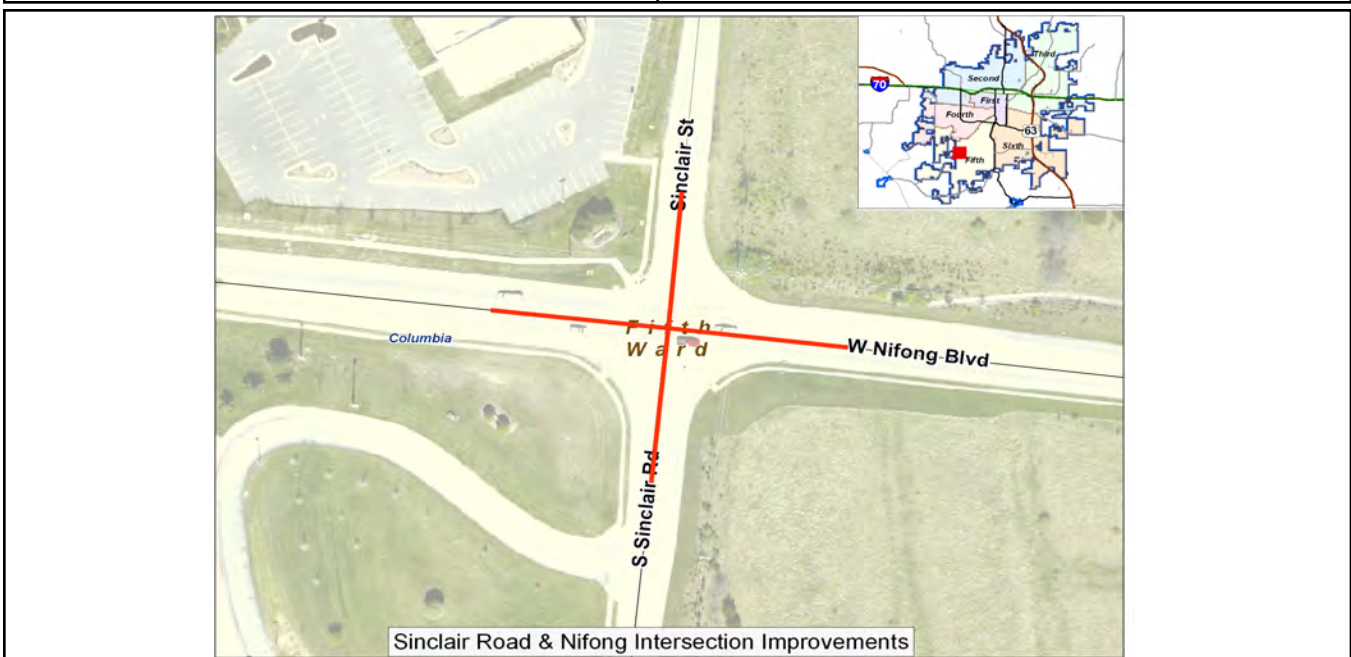 Third
Second
70
First
Fourth
63
Sixth
Fifth
Sinclair St
Columbia
Fifth
Ward
W Nifong Blvd
S Sinclair Rd
Sinclair Road & Nifong Intersection Improvements